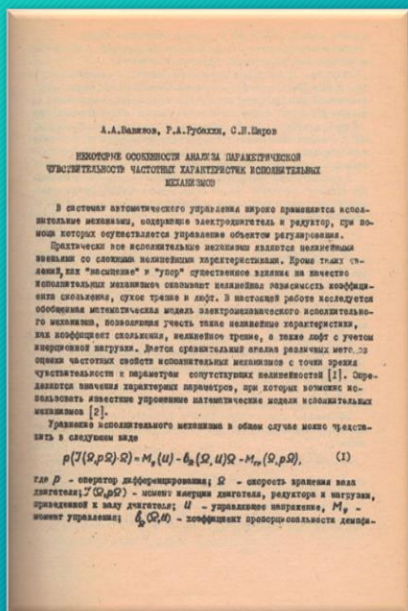 А.А.Вавилов, Р.А.Рубахин, С.И.Шаров
НЕКОТОРЫЕ ОСОБЕННОСТИ АНАЛИЗА ПАРАМЕТРИЧЕСКОЙ
ЧУВСТВИТЕЛЬНОСТИ ЧАСТОТНЫХ ХАРАКТЕРИСТИК ИСПОЛНИТЕЛЬНЫХ
МЕХАНИЗМОВ
В системах автоматического управления широко применяются испол-
нительные механизмы, содержащие электродвигатель и редуктор, при по-
мощи которых осуществляется управление объектом регулирования.
Практически все исполнительные механизмы являются нелинейными
звеньями со сложными нелинейными характеристиками. Кроме таких яв-
лений, как "насыщение" и "упор" существенное влияние на качество
исполнительных механизмов оказывают нелинейная зависимость коэффици-
ента скольжения, сухое трение и люфт. В настоящей работе исследуется
обобщенная математическая модель электромеханического исполнительно-
го механизма, позволяющая учесть такие нелинейные характеристики,
как коэффициент скольжения, нелинейное трение, а также люфт с учетом
инерционной нагрузки. Дается сравнительный анализ различных методов
оценки частотных свойств исполнительных механизмов с точки зрения
чувствительности к параметрам сопутствующих нелинейностей [1]. Опре-
деляются значения характерных параметров, при которых возможно ис-
пользовать известные упрощенные математические модели исполнительных
механизмов [2].
Уравнение исполнительного механизма в общем случае можно предста-
вить в следующем виде
p(J(Ω,pΩ)·Ω) = M_y(U) - b_Ω(Ω,U)Ω - M_тр(Ω,pΩ), (1)
где p - оператор дифференцирования; Ω - скорость вращения вала
двигателя; J(Ω,pΩ) - момент инерции двигателя, редуктора и нагрузки,
приведенной к валу двигателя; U - управляющее напряжение, M_y -
момент управления; b_Ω(Ω,U) - коэффициент пропорциональности демпфи-